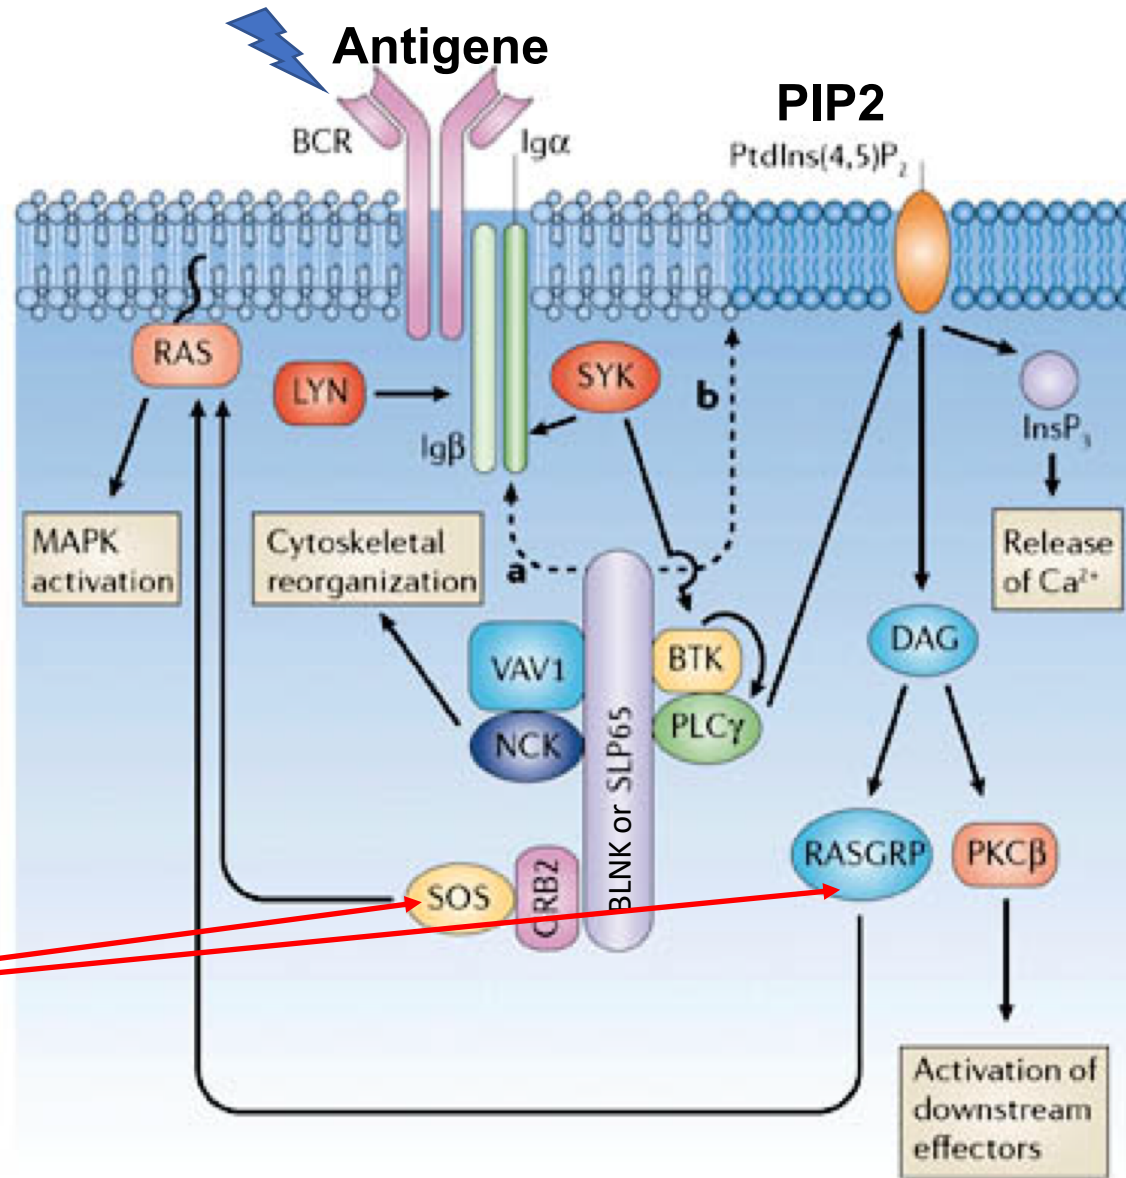 Antigene
PIP2
BCR
Igα
PtdIns(4,5)P2
RAS
LYN
SYK
b
Igβ
InsP3
MAPK
activation
Cytoskeletal
reorganization
a
Release
of Ca2+
VAV1
BTK
DAG
NCK
PLCγ
BLNK or SLP65
RASGRP
PKCβ
SOS
GRB2
Activation of
downstream
effectors